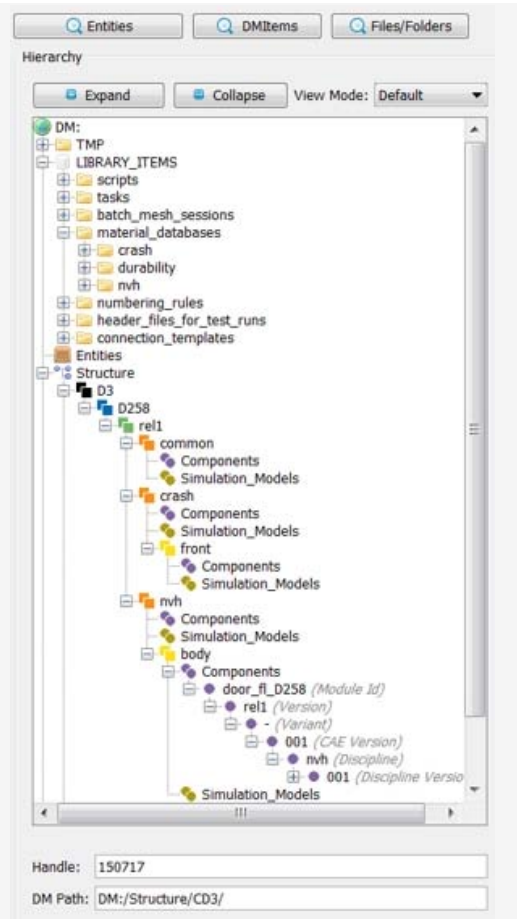 Entities DMItems Files/Folders
Hierarchy
Expand Collapse View Mode: Default
DM:
TMP
LIBRARY_ITEMS
scripts
tasks
batch_mesh_sessions
material_databases
crash
durability
nvh
numbering_rules
header_files_for_test_runs
connection_templates
Entities
Structure
D3
D258
rel1
common
Components
Simulation_Models
crash
Components
Simulation_Models
front
Components
Simulation_Models
nvh
Components
Simulation_Models
body
Components
door_fl_D258 (Module Id)
rel1 (Version)
- (Variant)
001 (CAE Version)
nvh (Discipline)
001 (Discipline Versio
Simulation_Models
Handle: 150717
DM Path: DM:/Structure/CD3/